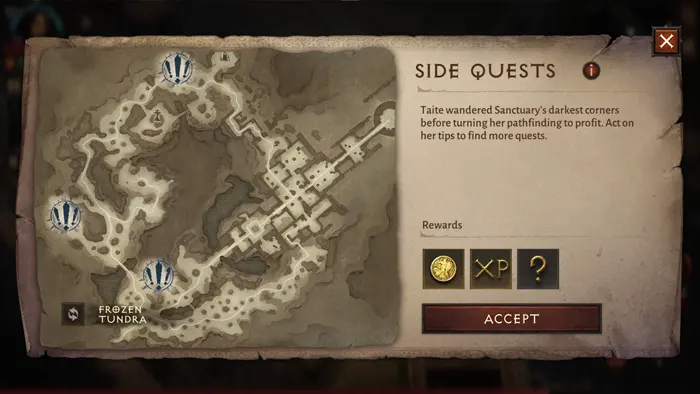 SIDE QUESTS
i
Taite wandered Sanctuary's darkest corners
before turning her pathfinding to profit. Act on
her tips to find more quests.
Rewards
XP
?
ACCEPT
FROZEN
TUNDRA